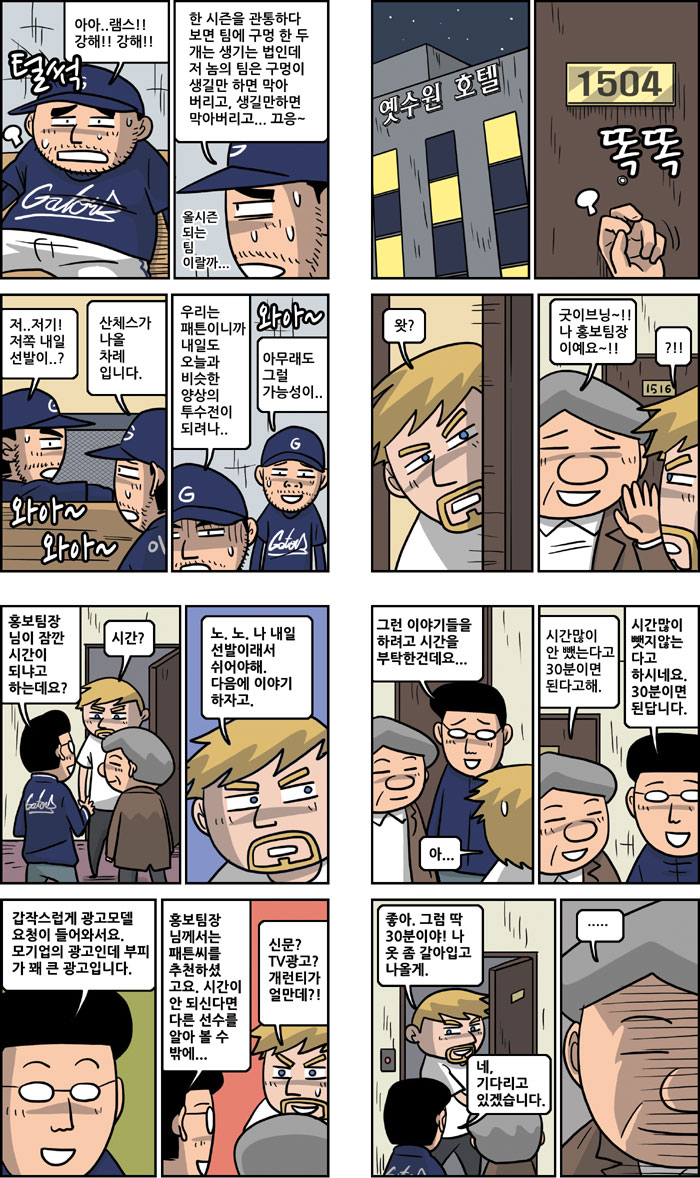 아아..램스!!
강해!! 강해!!
털썩
Gators
한 시즌을 관통하다
보면 팀에 구멍 한 두
개는 생기는 법인데
저 놈의 팀은 구멍이
생길만 하면 막아
버리고, 생길만하면
막아버리고... 끄응~
올시즌
되는
팀
이랄까...
옛수원 호텔
1504
똑똑
저..저기!
저쪽 내일
선발이..?
산체스가
나올
차례
입니다.
와아~
와아~
우리는
패튼이니까
내일도
오늘과
비슷한
양상의
투수전이
되려나..
와아~
아무래도
그럴
가능성이..
Gators
왓?
굿이브닝~!!
나 홍보팀장
이예요~!!
?!!
1516
홍보팀장
님이 잠깐
시간이
되냐고
하는데요?
시간?
Gators
노. 노. 나 내일
선발이래서
쉬어야해.
다음에 이야기
하자고.
그런 이야기들을
하려고 시간을
부탁한건데요...
아...
시간많이
안 뺐는다고
30분이면
된다고해.
시간많이
뺏지않는
다고
하시네요.
30분이면
된답니다.
갑작스럽게 광고모델
요청이 들어와서요.
모기업의 광고인데 부피
가 꽤 큰 광고입니다.
홍보팀장
님께서는
패튼씨를
추천하셨
고요. 시간이
안 되신다면
다른 선수를
알아 볼 수
밖에...
신문?
TV광고?
개런티가
얼만데?!
좋아. 그럼 딱
30분이야! 나
옷 좀 갈아입고
나올게.
네,
기다리고
있겠습니다.
.....